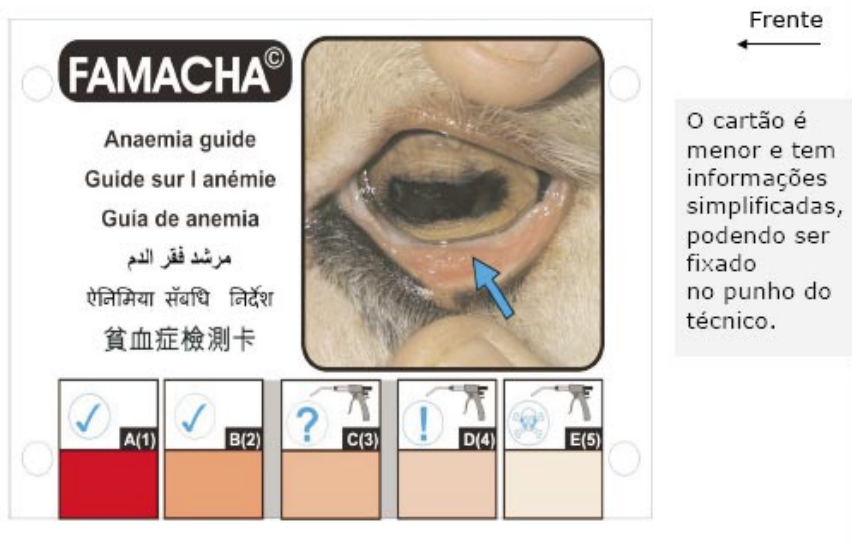 FAMACHA©
Anaemia guide
Guide sur l anémie
Guía de anemia
مرشد فقر الدم
ऐनिमिया सॅबधि निर्देश
貧血症檢測卡
A(1)
B(2)
?
C(3)
!
D(4)
E(5)
Frente
O cartão é
menor e tem
informações
simplificadas,
podendo ser
fixado
no punho do
técnico.